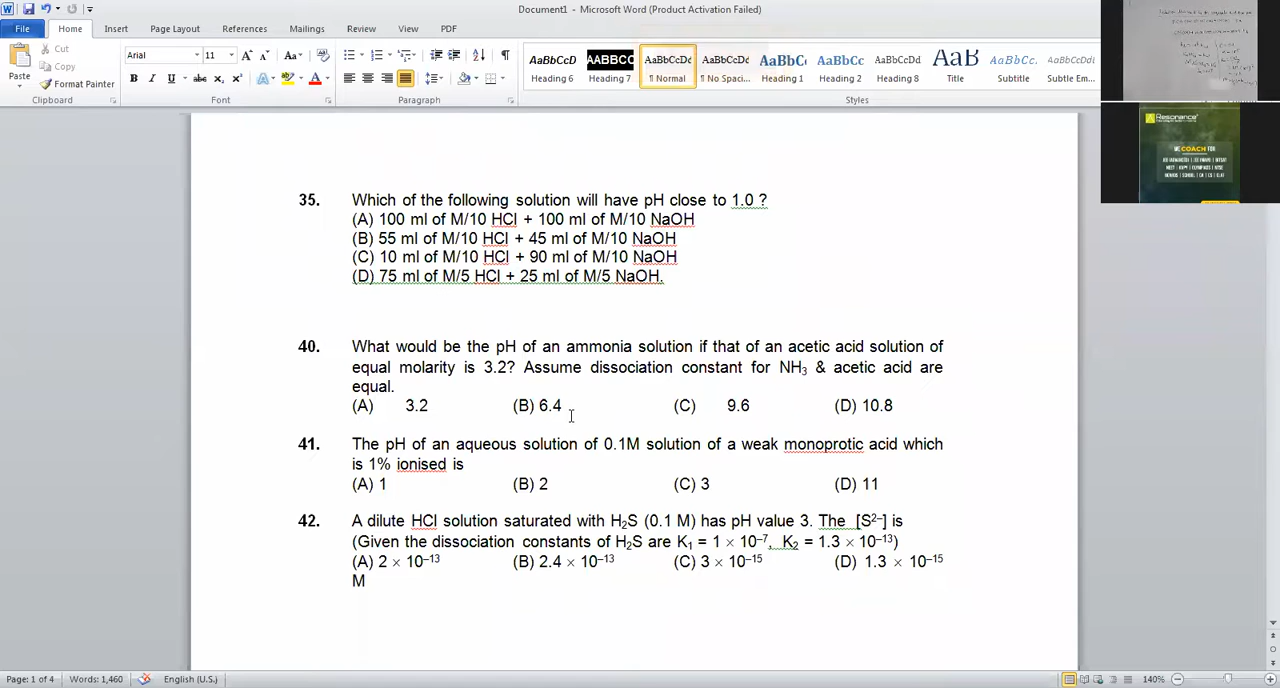 Document1 - Microsoft Word (Product Activation Failed)
File Home Insert Page Layout References Mailings Review View PDF
Paste
Cut
Copy
Format Painter
Clipboard
Arial 11
Font
Paragraph
AaBbCcD AABBCC AaBbCcDd AaBbCcDc AaBbC AaBbCc AaBbCcDd AaB AaBbCc. AaBbCcDd
Heading 6 Heading 7 ¶ Normal ¶ No Spaci... Heading 1 Heading 2 Heading 8 Title Subtitle Subtle Em...
Styles
Resonance
WE COACH FOR
35. Which of the following solution will have pH close to 1.0 ?
(A) 100 ml of M/10 HCl + 100 ml of M/10 NaOH
(B) 55 ml of M/10 HCl + 45 ml of M/10 NaOH
(C) 10 ml of M/10 HCl + 90 ml of M/10 NaOH
(D) 75 ml of M/5 HCl + 25 ml of M/5 NaOH.
40. What would be the pH of an ammonia solution if that of an acetic acid solution of
equal molarity is 3.2? Assume dissociation constant for NH₃ & acetic acid are
equal.
(A) 3.2 (B) 6.4 (C) 9.6 (D) 10.8
41. The pH of an aqueous solution of 0.1M solution of a weak monoprotic acid which
is 1% ionised is
(A) 1 (B) 2 (C) 3 (D) 11
42. A dilute HCl solution saturated with H₂S (0.1 M) has pH value 3. The [S²⁻] is
(Given the dissociation constants of H₂S are K₁ = 1 × 10⁻⁷, K₂ = 1.3 × 10⁻¹³)
(A) 2 × 10⁻¹³ (B) 2.4 × 10⁻¹³ (C) 3 × 10⁻¹⁵ (D) 1.3 × 10⁻¹⁵
M
Page: 1 of 4 Words: 1,460 English (U.S.) 140%